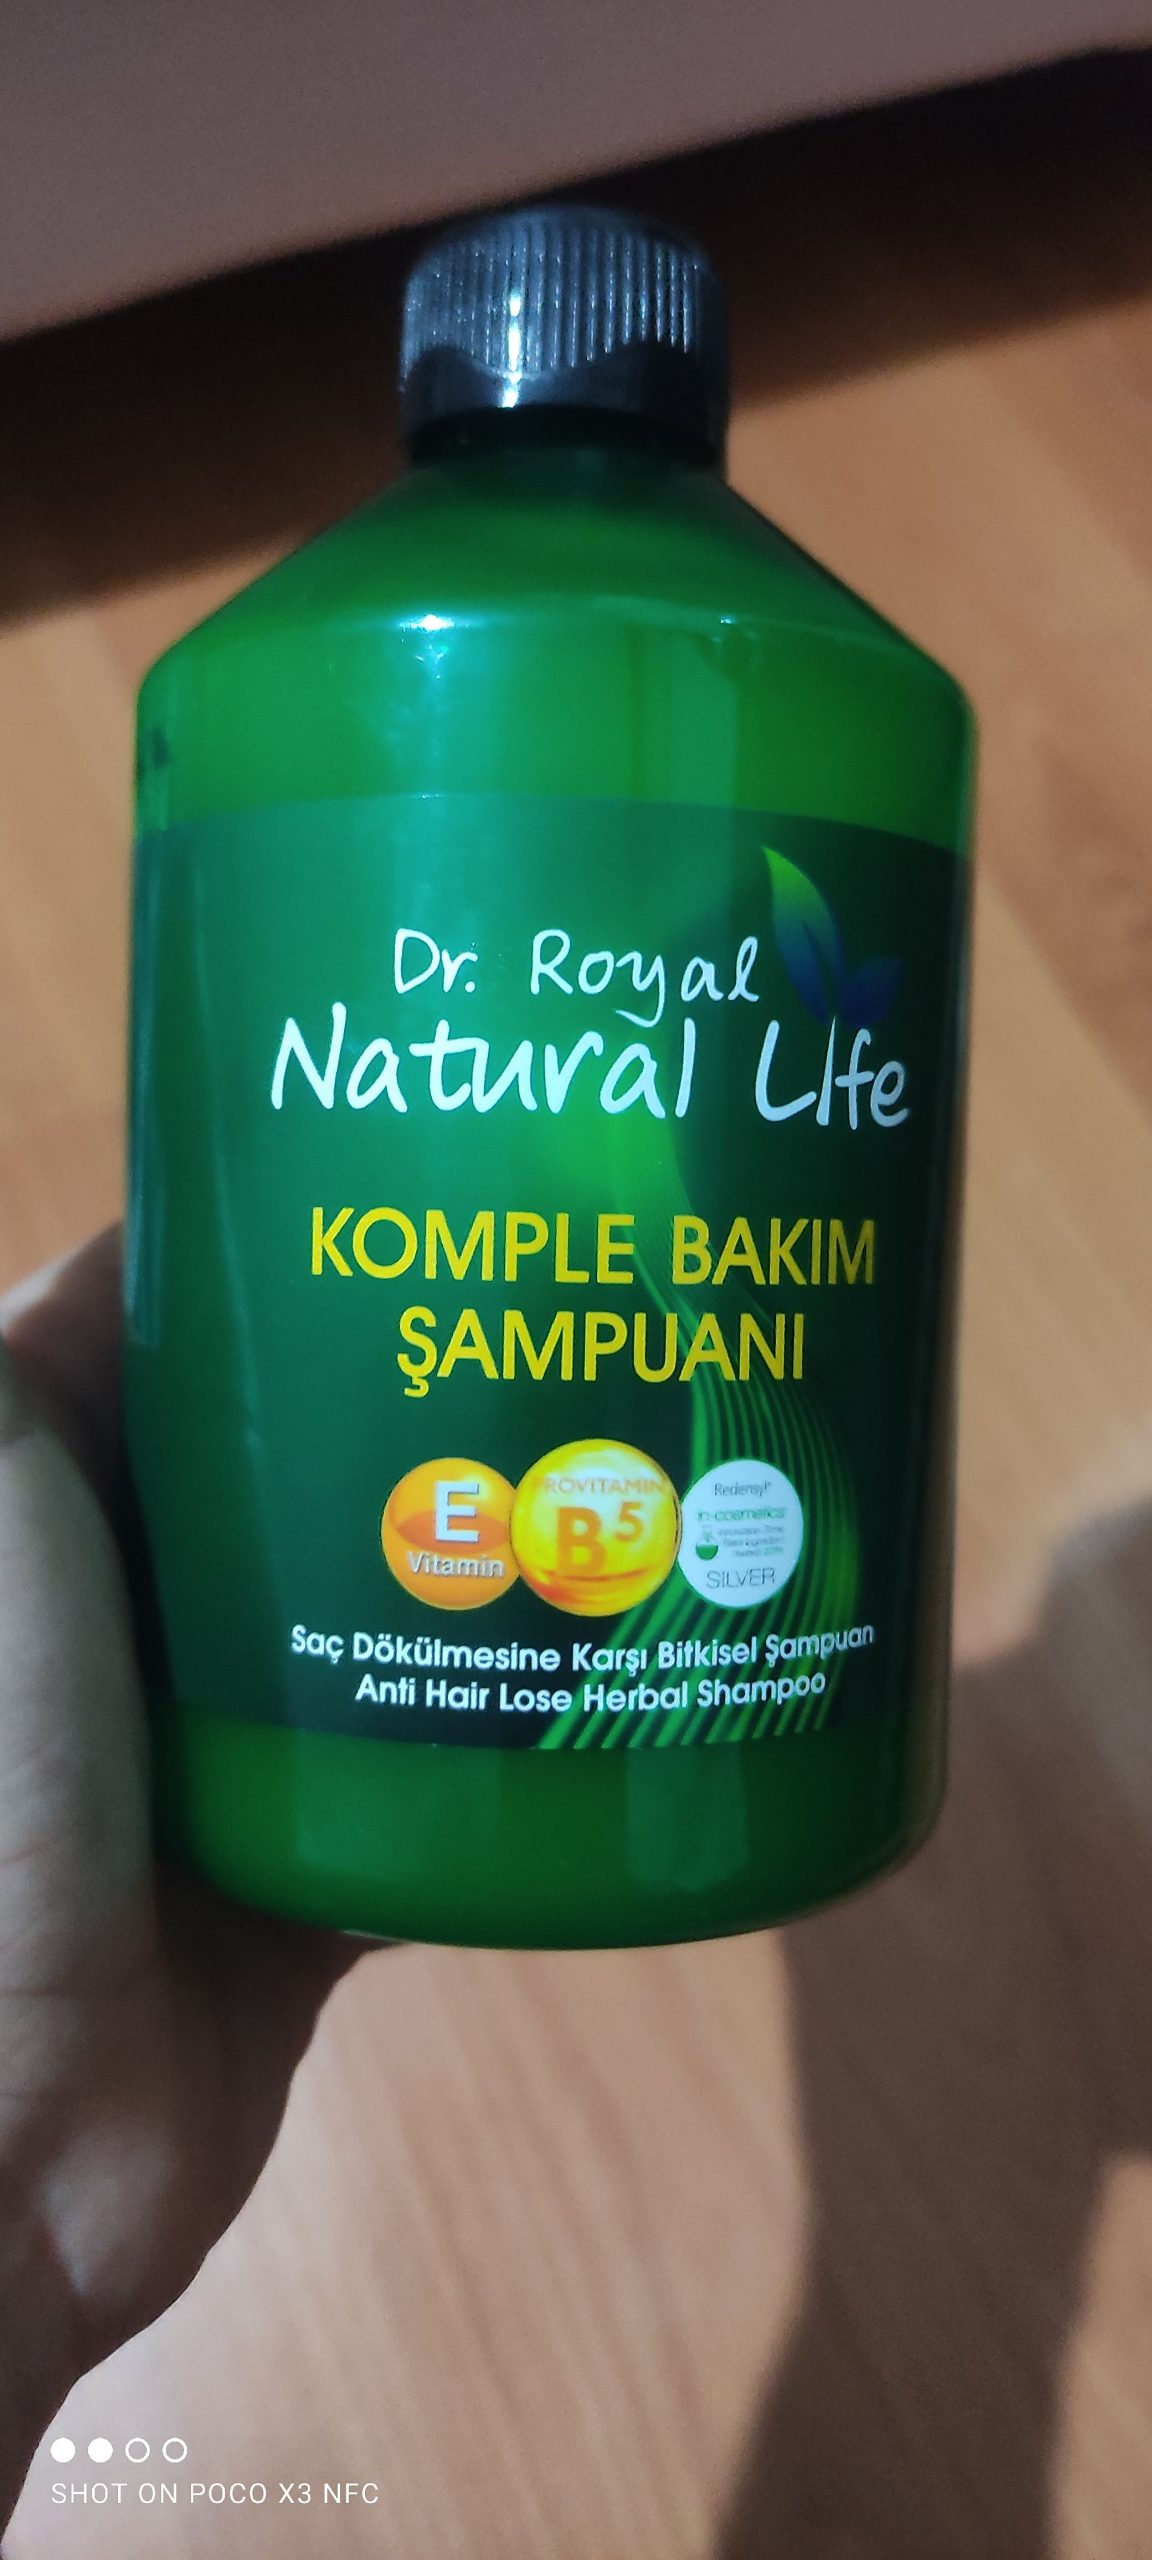 Dr. Royal
Natural Life
KOMPLE BAKIM
ŞAMPUANI
E
Vitamin
PROVITAMIN
B5
Redensyl
in-cosmetics
SILVER
Saç Dökülmesine Karşı Bitkisel Şampuan
Anti Hair Lose Herbal Shampoo
SHOT ON POCO X3 NFC